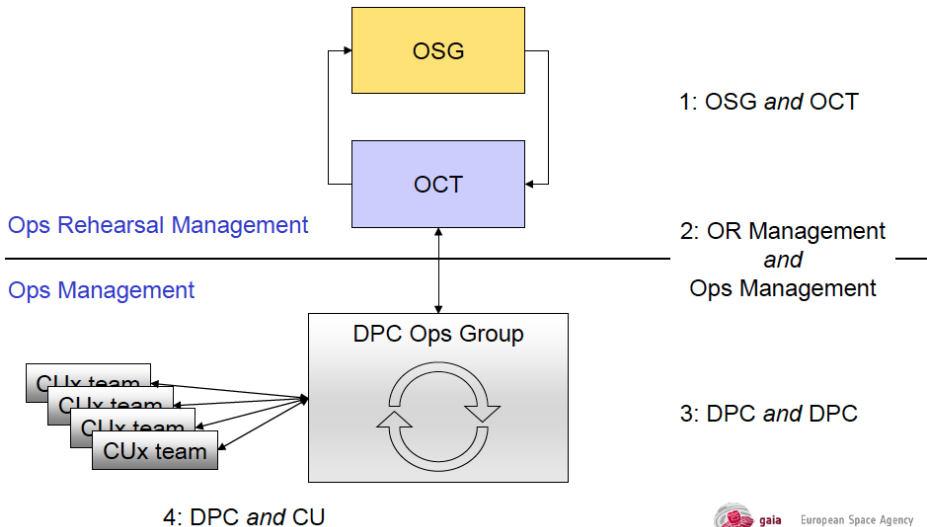 OSG
1: OSG and OCT
OCT
Ops Rehearsal Management
2: OR Management
and
Ops Management
Ops Management
DPC Ops Group
CUx team
CUx team
CUx team
CUx team
3: DPC and DPC
4: DPC and CU
gaia European Space Agency